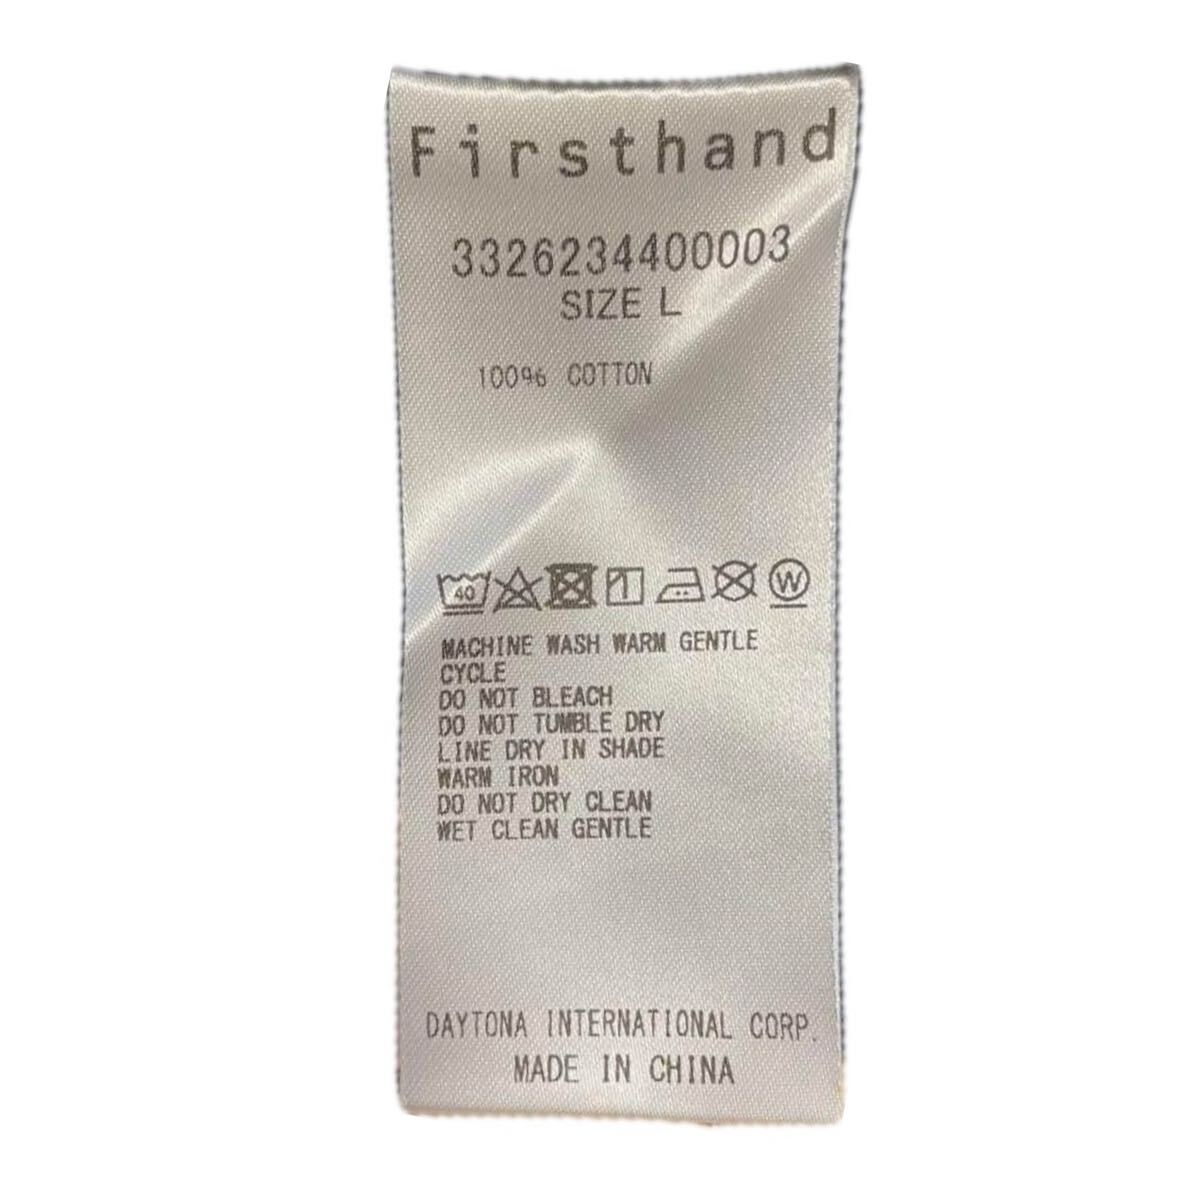 Firsthand
3326234400003
SIZE L
100% COTTON
40 W
MACHINE WASH WARM GENTLE
CYCLE
DO NOT BLEACH
DO NOT TUMBLE DRY
LINE DRY IN SHADE
WARM IRON
DO NOT DRY CLEAN
WET CLEAN GENTLE
DAYTONA INTERNATIONAL CORP.
MADE IN CHINA